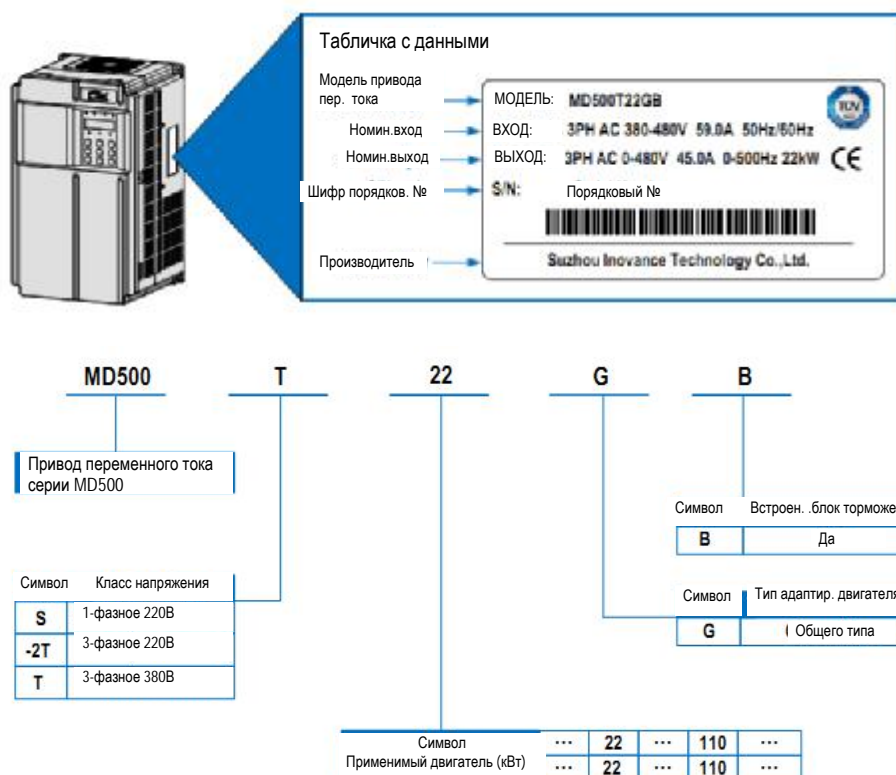 Табличка с данными
Модель привода
пер. тока
МОДЕЛЬ: MD500T22GB
Номин.вход
ВХОД: 3PH AC 380-480V 59.0A 50Hz/60Hz
Номин.выход
ВЫХОД: 3PH AC 0-480V 45.0A 0-500Hz 22kW CE
Шифр порядков. №
S/N: Порядковый №
Производитель
Suzhou Inovance Technology Co.,Ltd.
TÜV
MD500 T 22 G B
Привод переменного тока
серии MD500
Символ Встроен. .блок торможе
B Да
Символ Класс напряжения
S 1-фазное 220В
-2T 3-фазное 220В
T 3-фазное 380В
Символ Тип адаптир. двигателя
G Общего типа
Символ ... 22 ... 110 ...
Применимый двигатель (кВт) ... 22 ... 110 ...